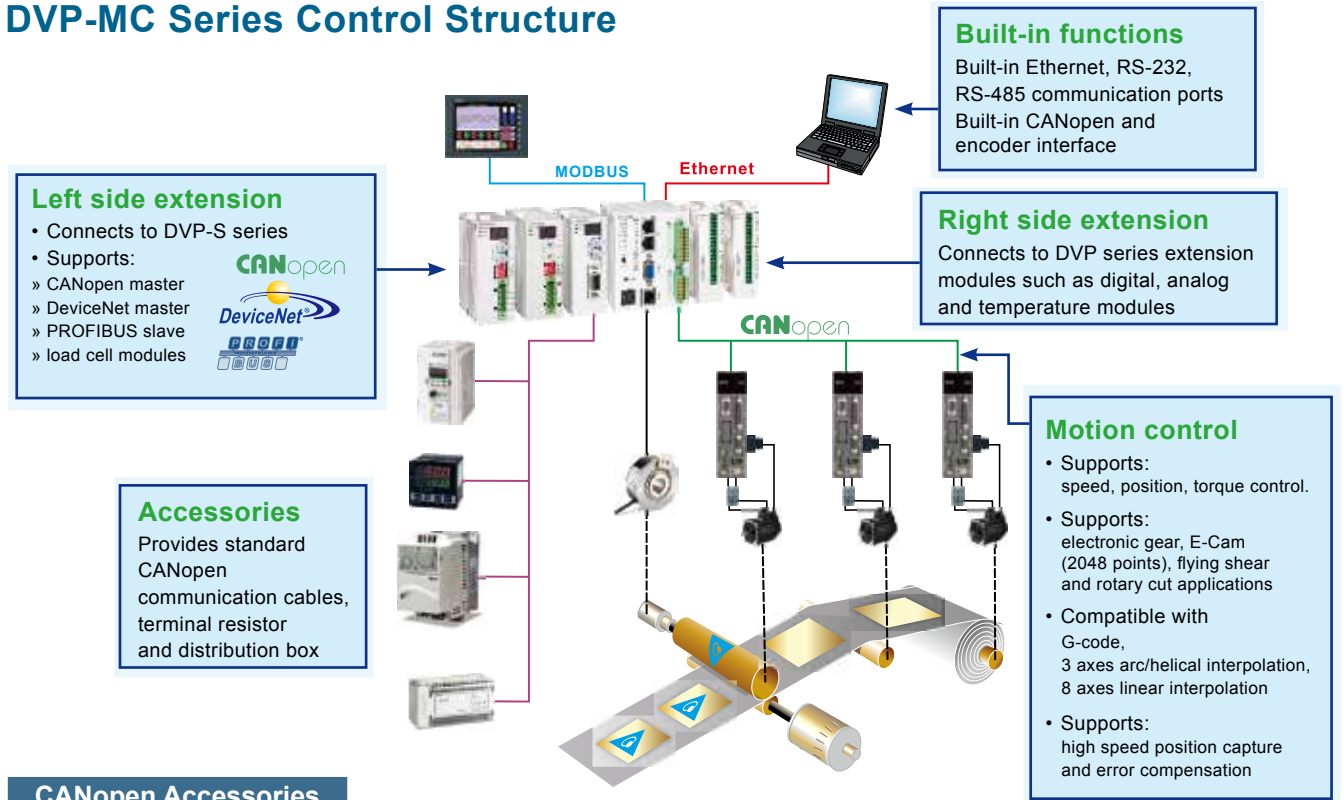 DVP-MC Series Control Structure
Built-in functions
Built-in Ethernet, RS-232,
RS-485 communication ports
Built-in CANopen and
encoder interface
MODBUS
Ethernet
Left side extension
• Connects to DVP-S series
• Supports:
» CANopen master
» DeviceNet master
» PROFIBUS slave
» load cell modules
CANopen
DeviceNet
PROFI
BUS
Right side extension
Connects to DVP series extension
modules such as digital, analog
and temperature modules
CANopen
Accessories
Provides standard
CANopen
communication cables,
terminal resistor
and distribution box
Motion control
• Supports:
speed, position, torque control.
• Supports:
electronic gear, E-Cam
(2048 points), flying shear
and rotary cut applications
• Compatible with
G-code,
3 axes arc/helical interpolation,
8 axes linear interpolation
• Supports:
high speed position capture
and error compensation
CANopen Accessories